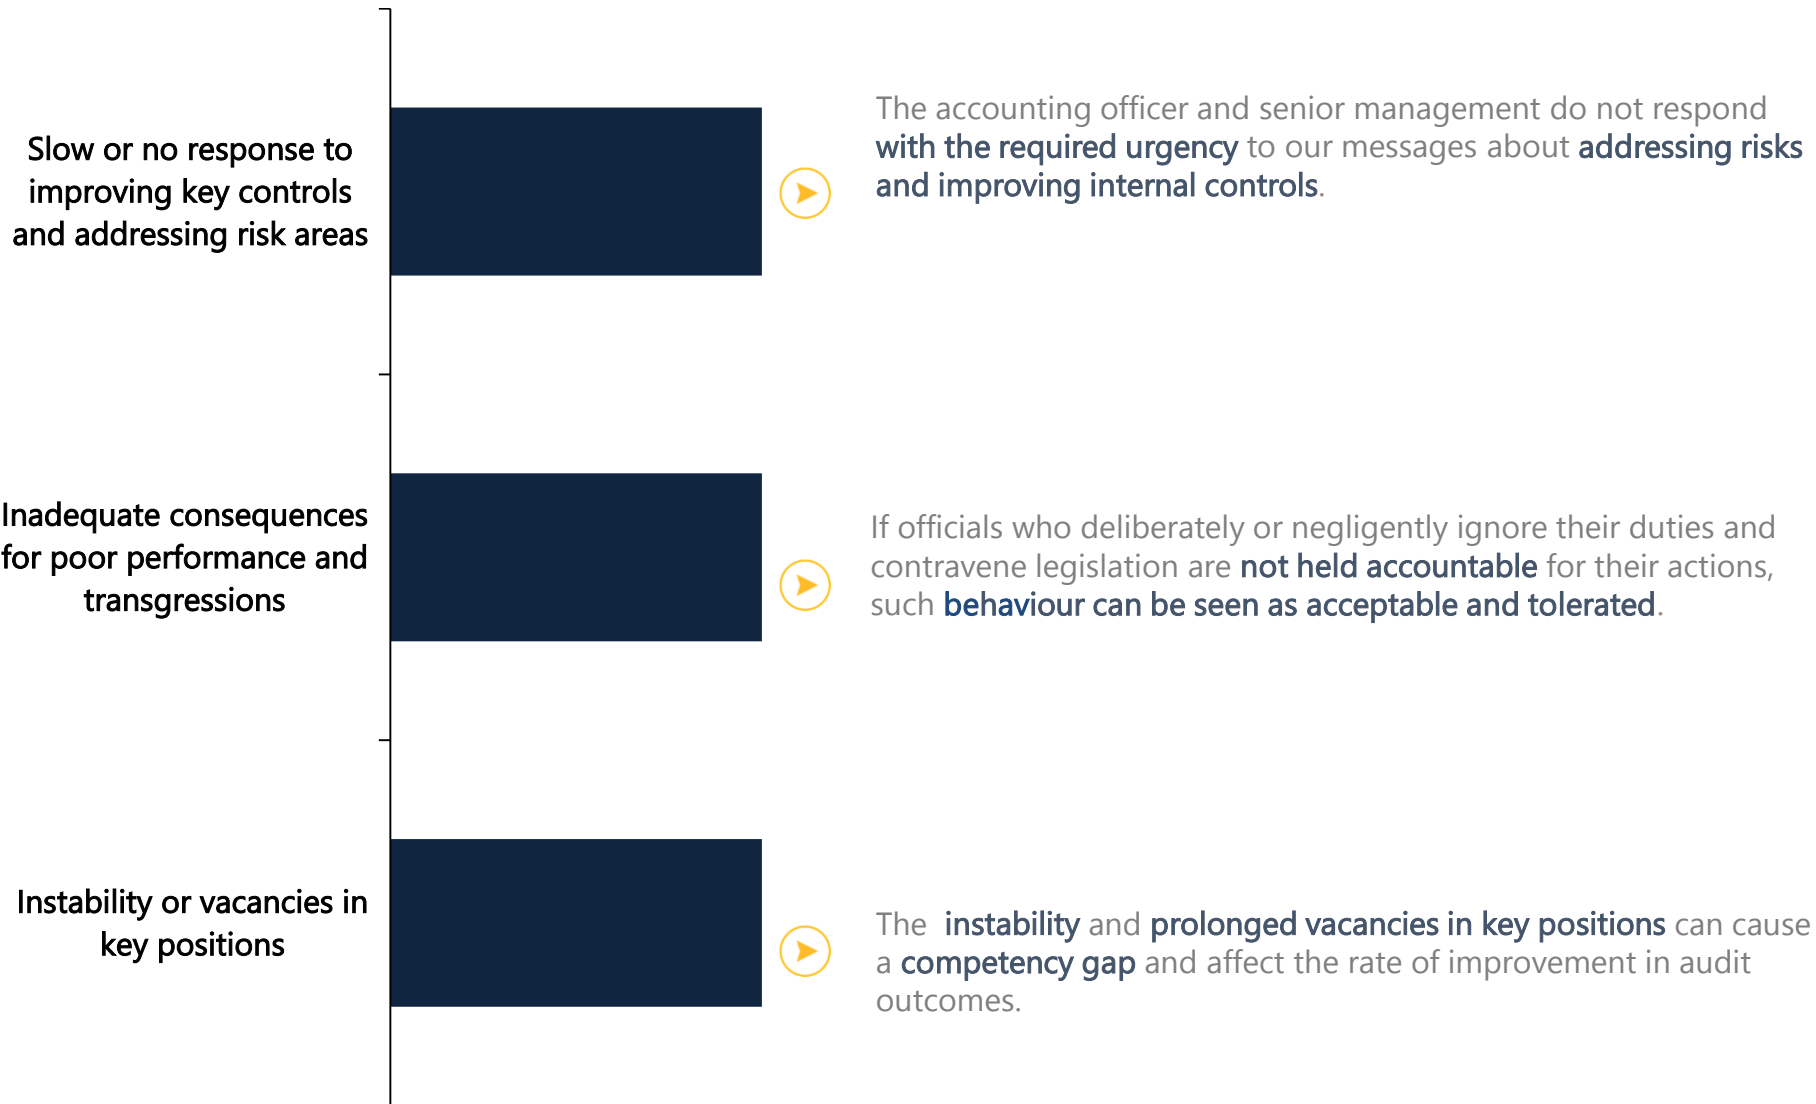 Slow or no response to
improving key controls
and addressing risk areas
The accounting officer and senior management do not respond
with the required urgency to our messages about addressing risks
and improving internal controls.
Inadequate consequences
for poor performance and
transgressions
If officials who deliberately or negligently ignore their duties and
contravene legislation are not held accountable for their actions,
such behaviour can be seen as acceptable and tolerated.
Instability or vacancies in
key positions
The instability and prolonged vacancies in key positions can cause
a competency gap and affect the rate of improvement in audit
outcomes.